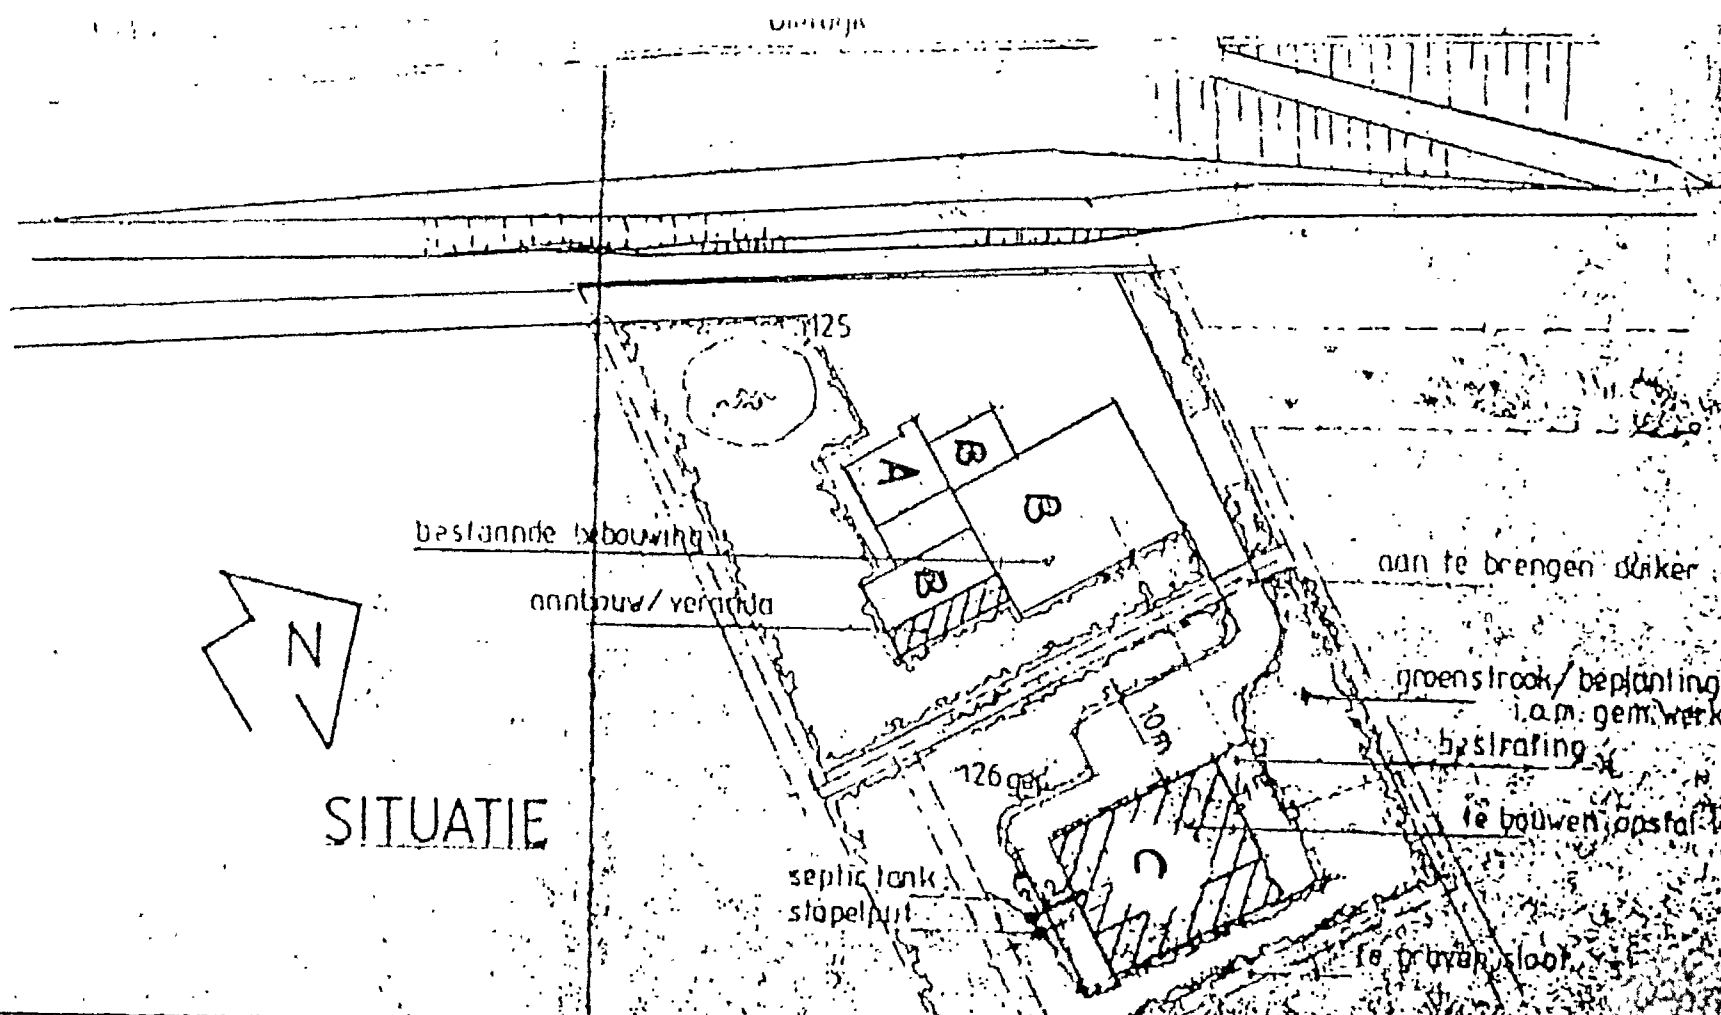 125
A
B
B
bestaande bebouwing
B
aanbouw/veranda
aan te brengen duiker
N
groenstrook/beplanting
i.o.m. gem. werk
10m
bestrating
126 ged.
SITUATIE
te bouwen opstal
C
septic tank
stapelput
te graven sloot